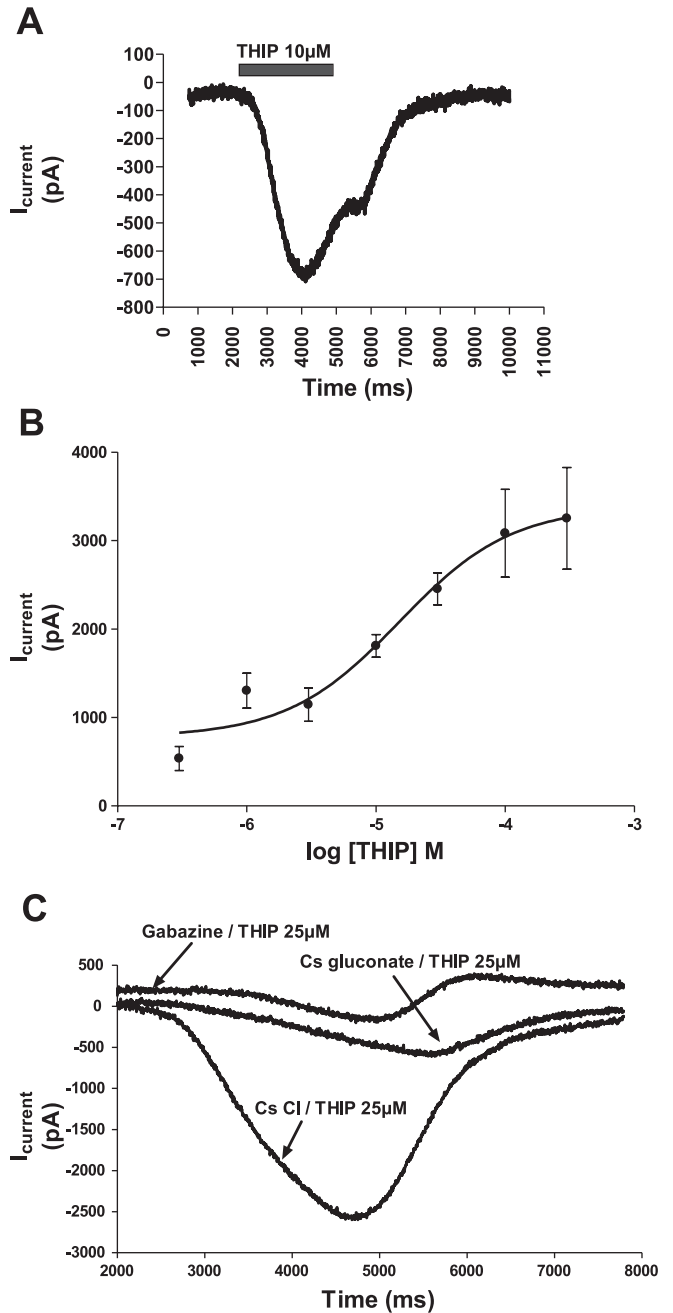 A
THIP 10µM
100
0
-100
-200
-300
-400
-500
-600
-700
-800
Icurrent
(pA)
0
1000
2000
3000
4000
5000
6000
7000
8000
9000
10000
11000
Time (ms)
B
4000
3000
2000
1000
0
Icurrent
(pA)
-7
-6
-5
-4
-3
log [THIP] M
C
Gabazine / THIP 25µM
Cs gluconate / THIP 25µM
Cs Cl / THIP 25µM
500
0
-500
-1000
-1500
-2000
-2500
-3000
Icurrent
(pA)
2000
3000
4000
5000
6000
7000
8000
Time (ms)